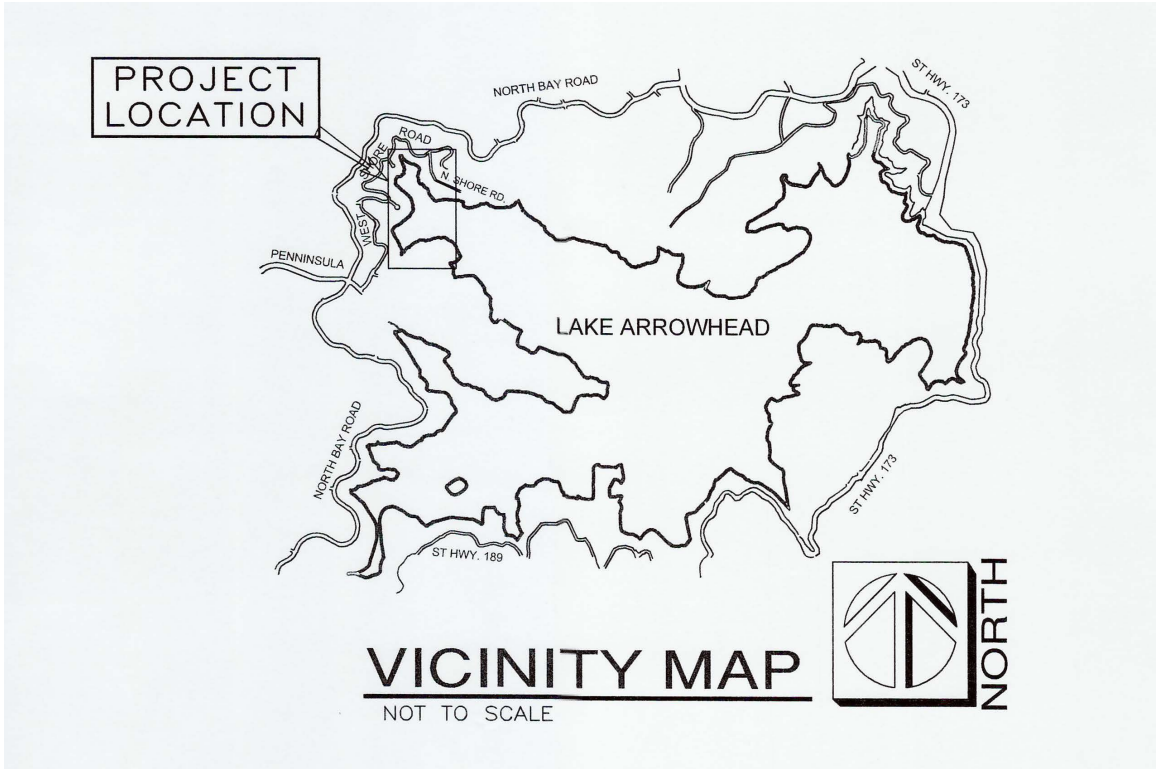 PROJECT
LOCATION
NORTH BAY ROAD
ST HWY. 173
WEST SHORE ROAD
N. SHORE RD.
PENNINSULA
LAKE ARROWHEAD
NORTH BAY ROAD
ST HWY. 173
ST HWY. 189
NORTH
VICINITY MAP
NOT TO SCALE